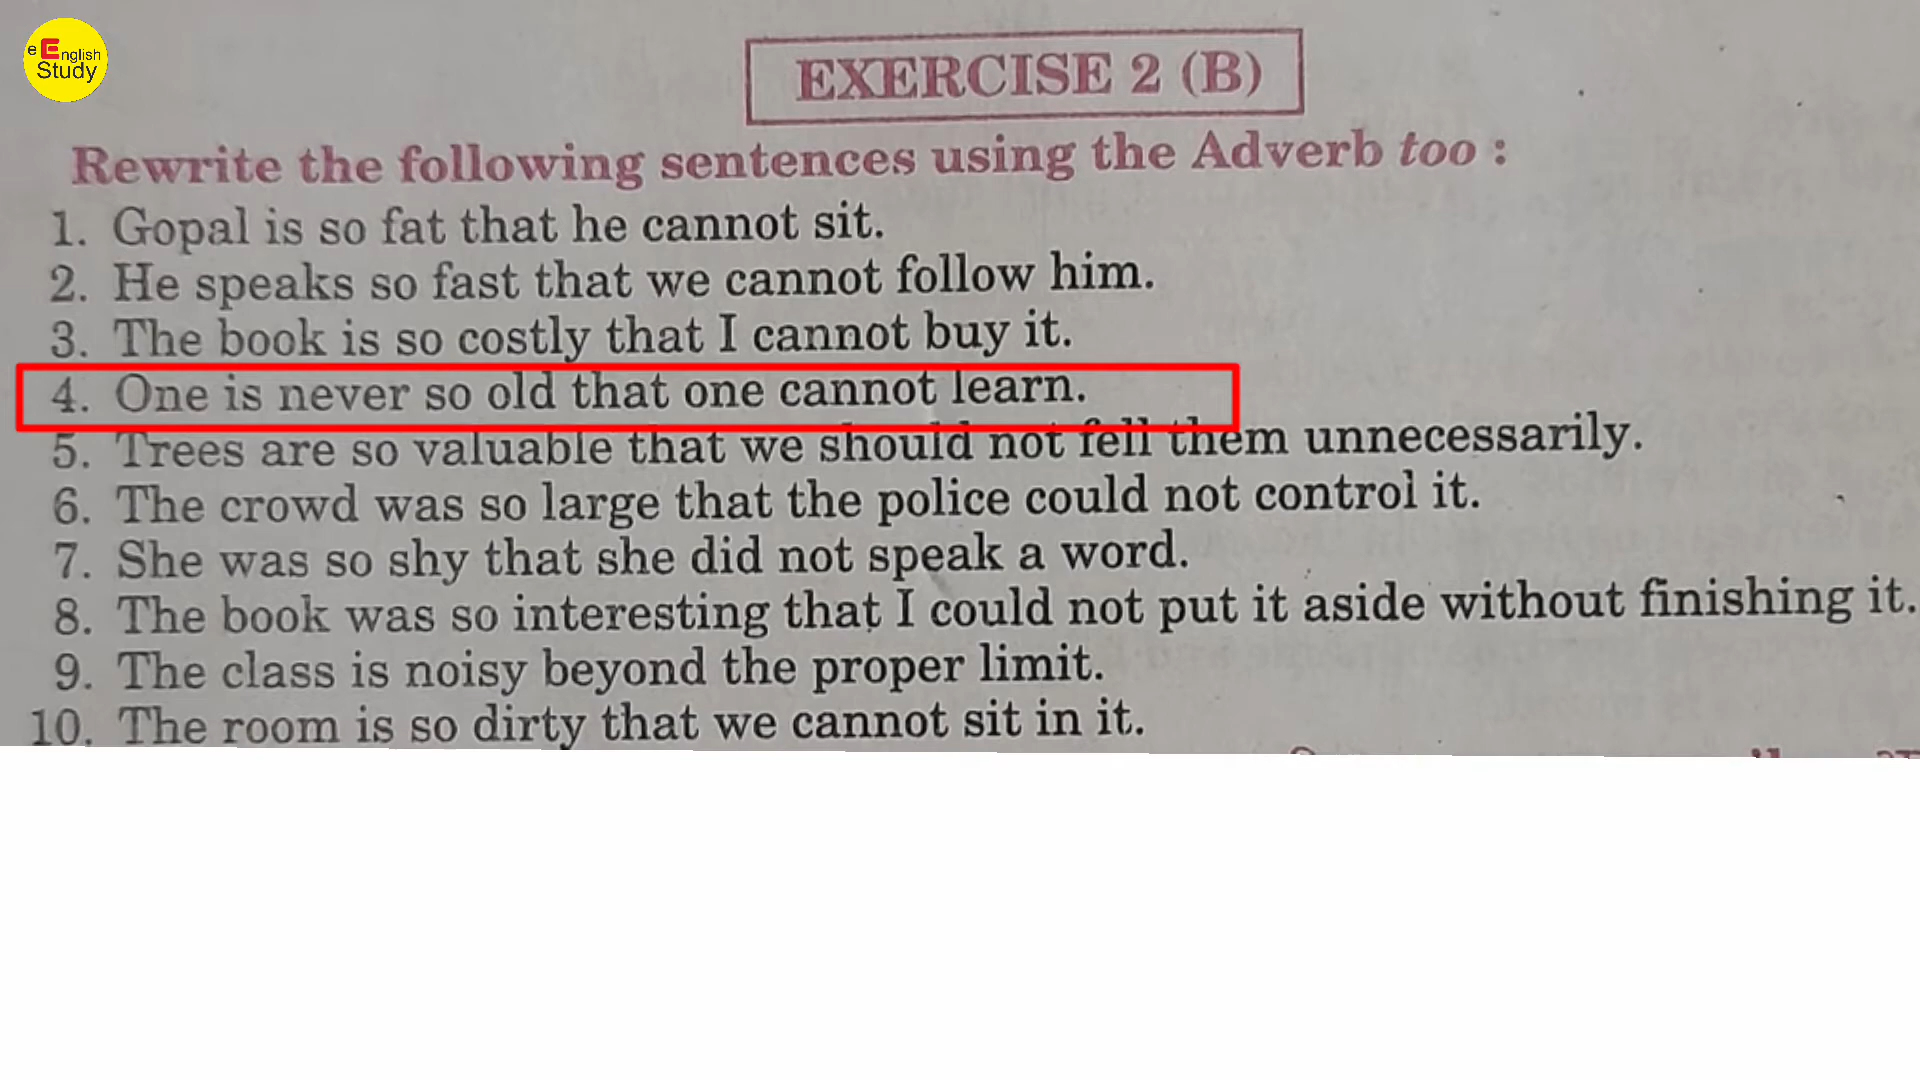 e English
Study
EXERCISE 2 (B)
Rewrite the following sentences using the Adverb too :
1. Gopal is so fat that he cannot sit.
2. He speaks so fast that we cannot follow him.
3. The book is so costly that I cannot buy it.
4. One is never so old that one cannot learn.
5. Trees are so valuable that we should not fell them unnecessarily.
6. The crowd was so large that the police could not control it.
7. She was so shy that she did not speak a word.
8. The book was so interesting that I could not put it aside without finishing it.
9. The class is noisy beyond the proper limit.
10. The room is so dirty that we cannot sit in it.